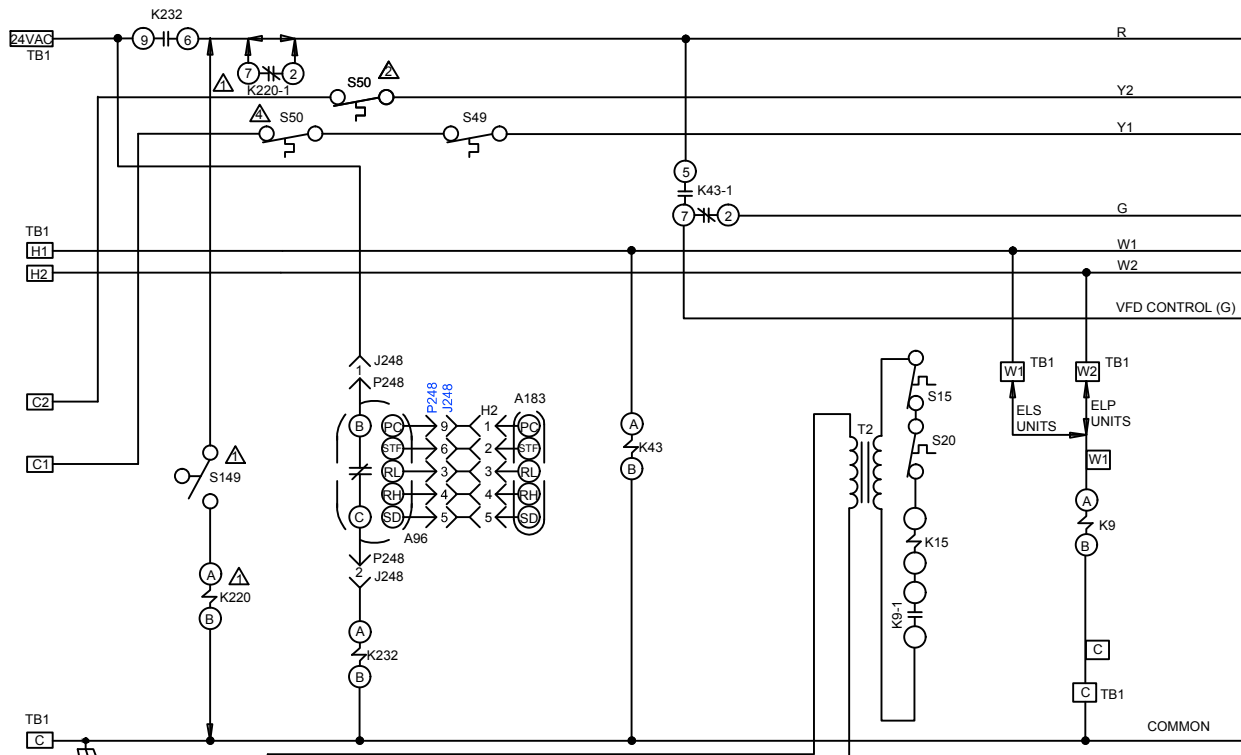 K232
24VAC
TB1
9
6
R
7
2
1
K220-1
S50
2
Y2
4
S50
S49
Y1
5
K43-1
7
2
G
TB1
H1
W1
H2
W2
VFD CONTROL (G)
J248
1
P248
P248
J248
H2
A183
W1
TB1
W2
TB1
S15
C2
B
PC
9
1
PC
A
ELS
UNITS
ELP
UNITS
STF
6
2
STF
K43
T2
S20
C1
S149
1
RL
3
3
RL
B
W1
RH
4
4
RH
C
SD
5
5
SD
A96
A
K9
P248
2
J248
K15
B
A
1
K220
B
K9-1
A
K232
B
C
C
TB1
TB1
C
COMMON